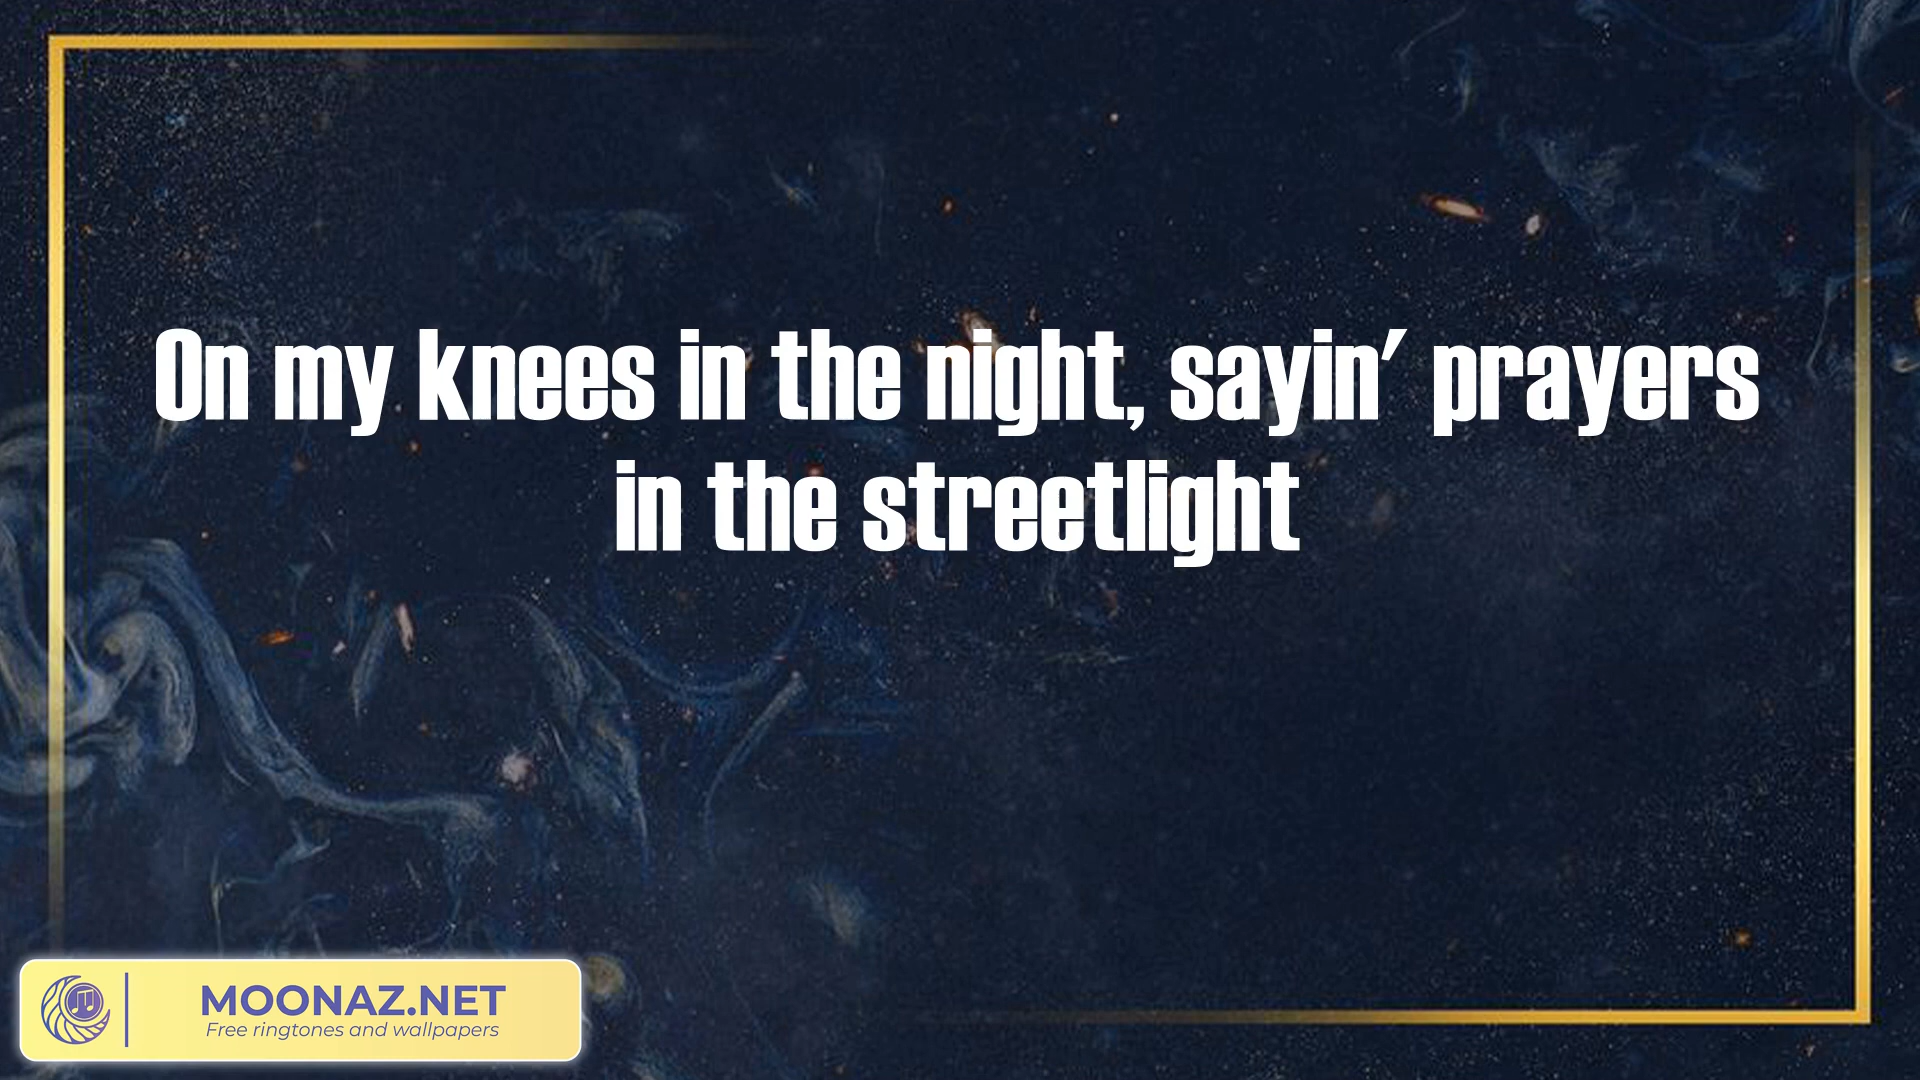 On my knees in the night, sayin' prayers
in the streetlight
MOONAZ.NET
Free ringtones and wallpapers